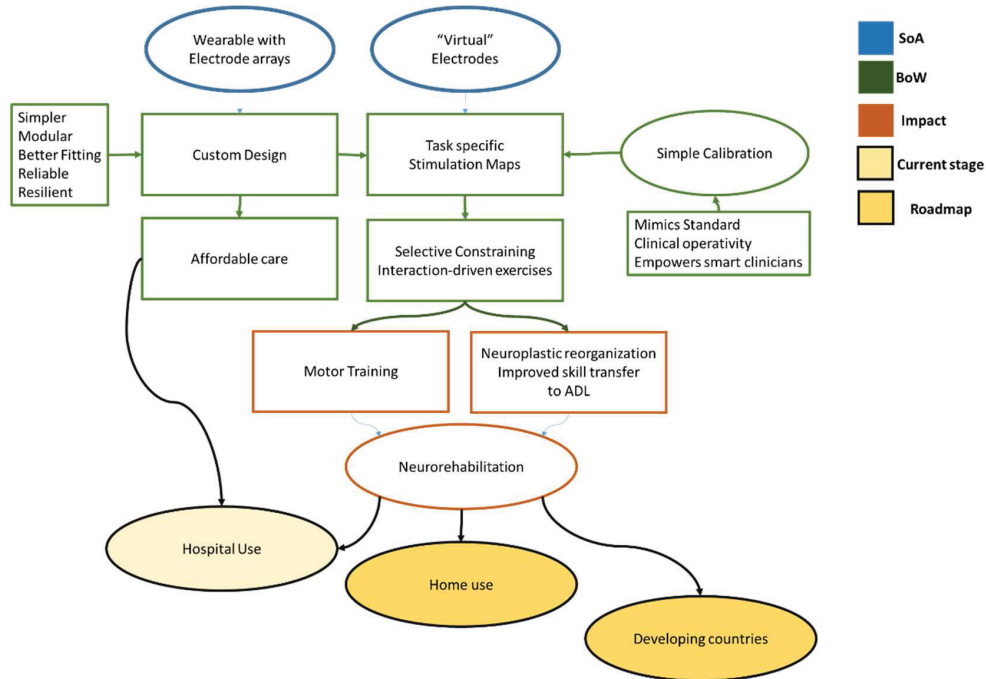 Wearable with
Electrode arrays
“Virtual”
Electrodes
SoA
BoW
Impact
Current stage
Roadmap
Simpler
Modular
Better Fitting
Reliable
Resilient
Custom Design
Task specific
Stimulation Maps
Simple Calibration
Mimics Standard
Clinical operativity
Empowers smart clinicians
Affordable care
Selective Constraining
Interaction-driven exercises
Motor Training
Neuroplastic reorganization
Improved skill transfer
to ADL
Neurorehabilitation
Hospital Use
Home use
Developing countries